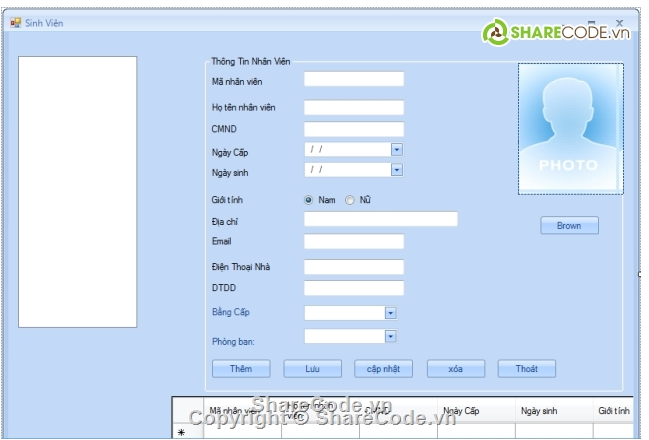 Sinh Viên
SHARECODE.vn
Thông Tin Nhân Viên
Mã nhân viên
Họ tên nhân viên
CMND
Ngày Cấp / /
Ngày sinh / /
PHOTO
Giới tính Nam Nữ
Địa chỉ
Brown
Email
Điện Thoại Nhà
DTDD
Bằng Cấp
Phòng ban:
Thêm Lưu cập nhật xóa Thoát
ShareCode.vn
Mã nhân viên Họ tên nhân viên CMND Ngày Cấp Ngày sinh Giới tính
Copyright © ShareCode.vn